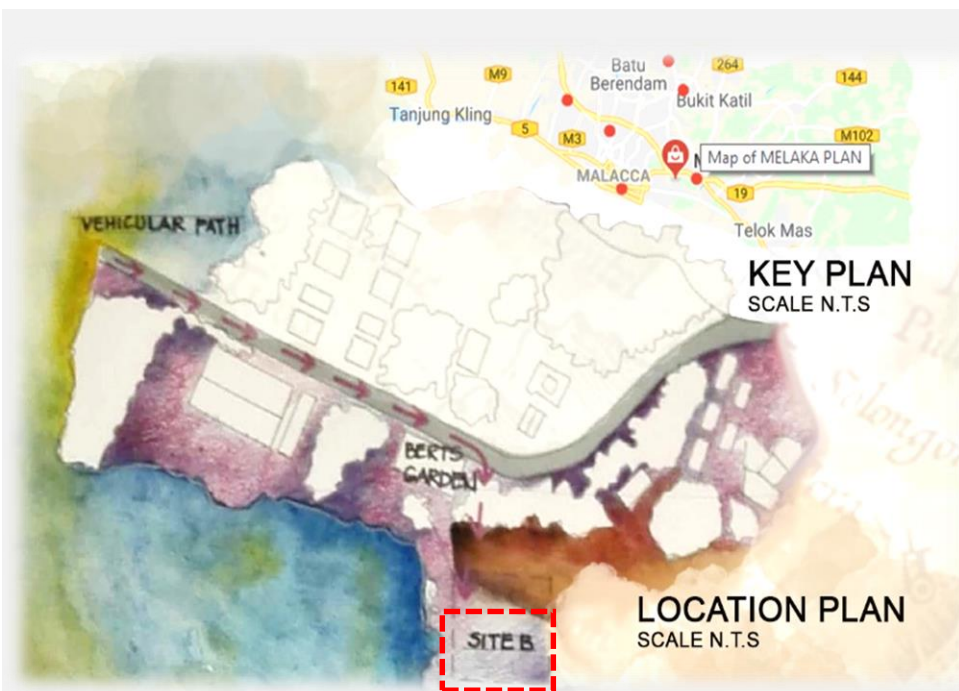 Batu
Berendam
264
M9
141
144
Bukit Katil
Tanjung Kling
5
M3
M102
Map of MELAKA PLAN
MALACCA
19
Telok Mas
VEHICULAR PATH
KEY PLAN
SCALE N.T.S
BERTS
GARDEN
LOCATION PLAN
SCALE N.T.S
SITE B